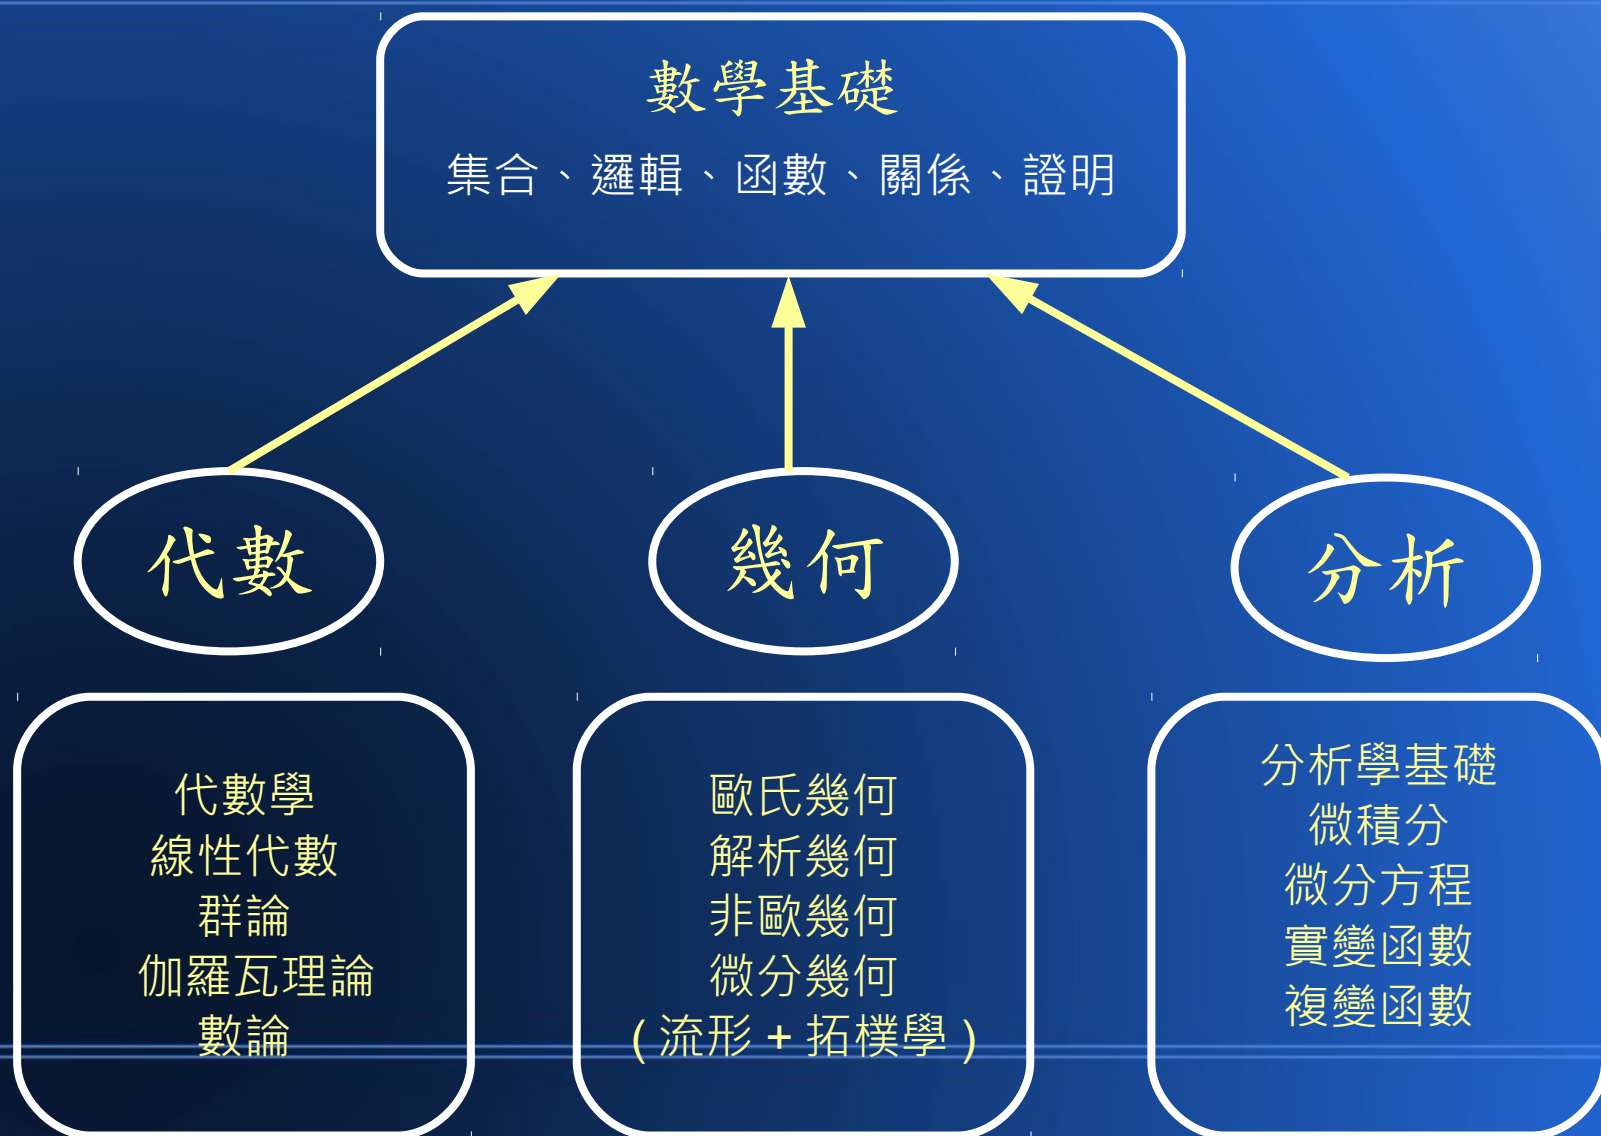 數學基礎
集合、邏輯、函數、關係、證明
代數
幾何
分析
代數學
線性代數
群論
伽羅瓦理論
數論
歐氏幾何
解析幾何
非歐幾何
微分幾何
( 流形 + 拓樸學 )
分析學基礎
微積分
微分方程
實變函數
複變函數